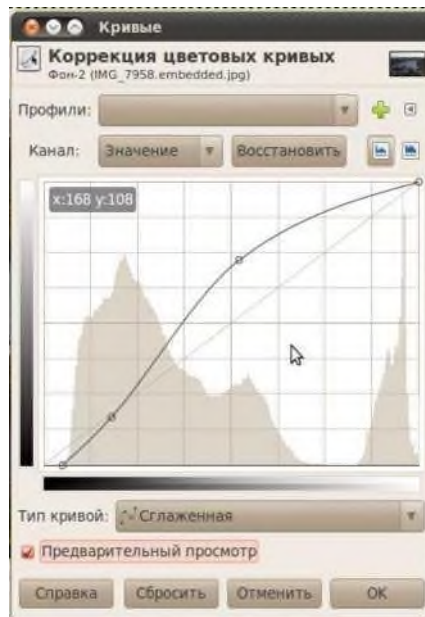 Кривые
Коррекция цветовых кривых
Фон-2 (IMG_7958.embedded.jpg)
Профили:
Канал: Значение Восстановить
x:168 y:108
Тип кривой: Сглаженная
Предварительный просмотр
Справка Сбросить Отменить OK